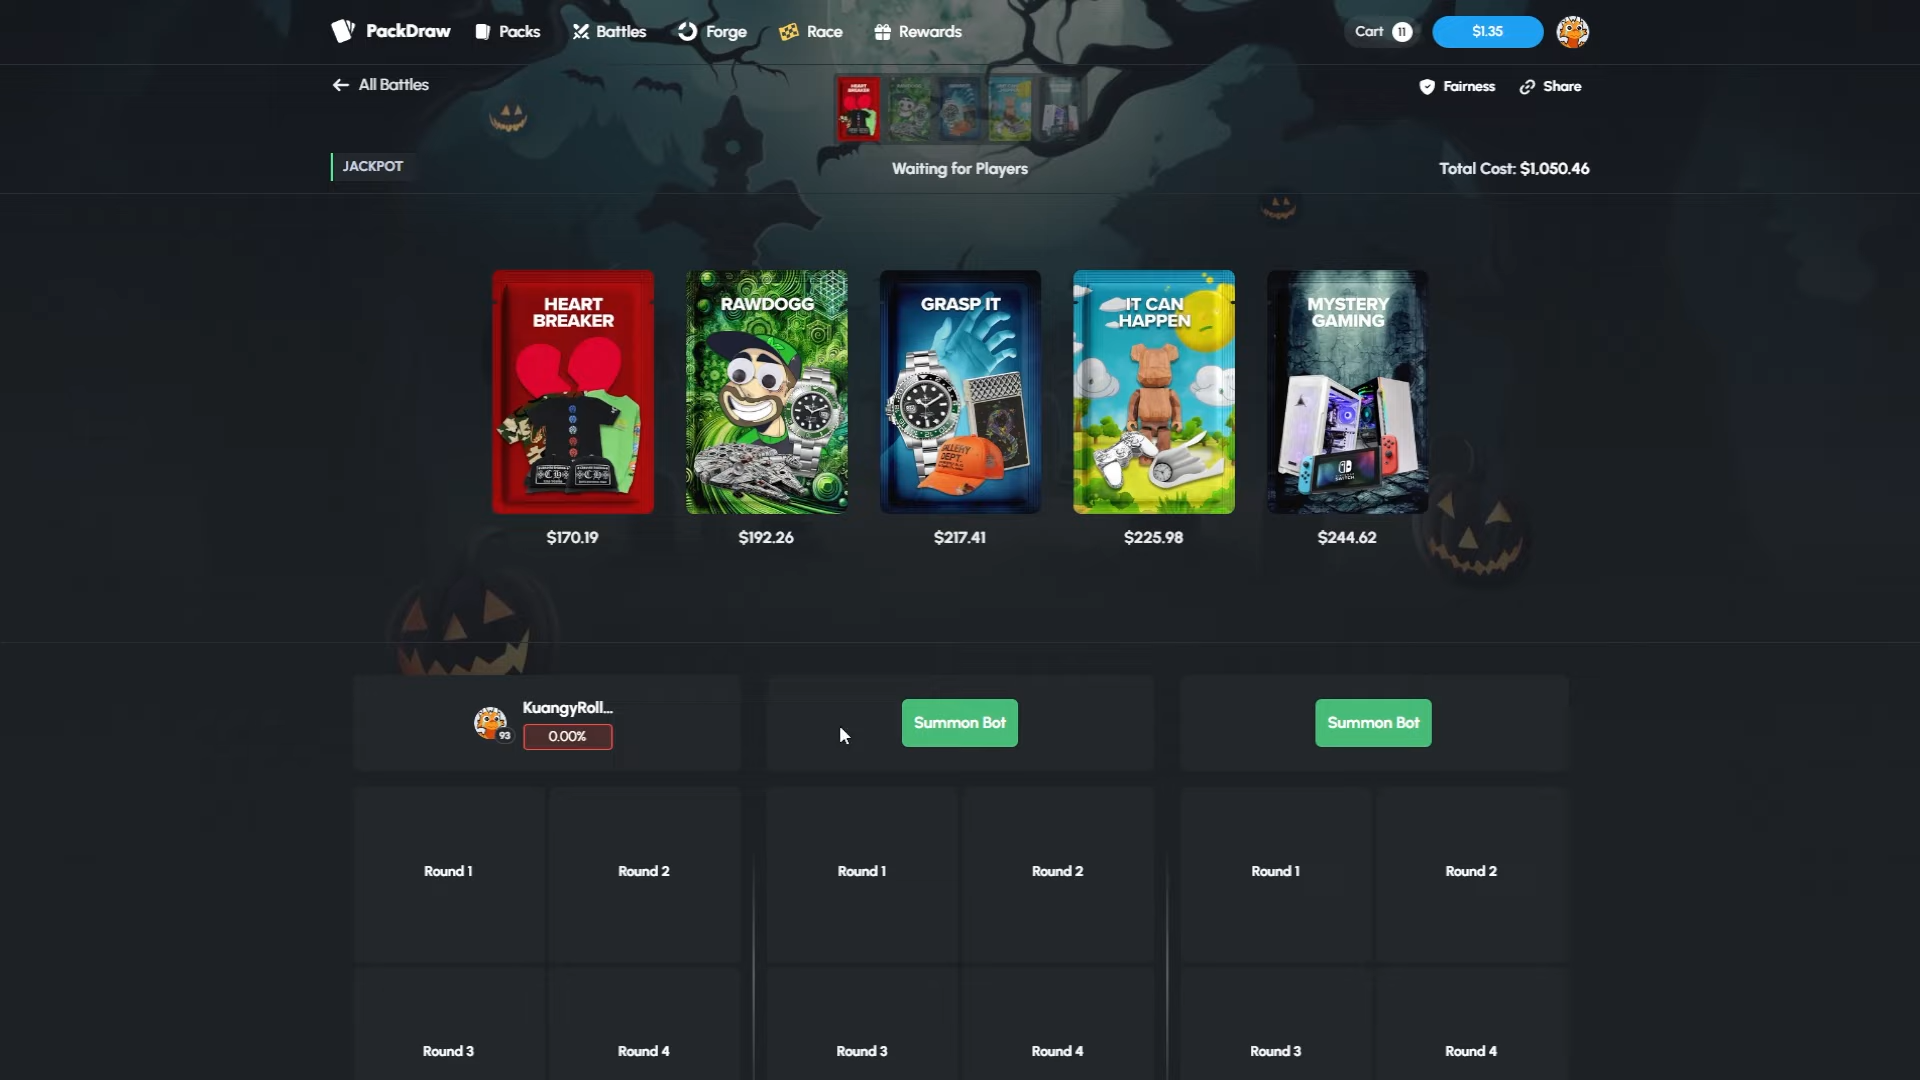 PackDraw Packs Battles Forge Race Rewards
Cart 11 $1.35
All Battles
Fairness Share
JACKPOT
Waiting for Players
Total Cost: $1,050.46
HEART
BREAKER
RAWDOGG
GRASP IT
IT CAN
HAPPEN
MYSTERY
GAMING
$170.19 $192.26 $217.41 $225.98 $244.62
KuangyRoll...
93
0.00%
Summon Bot Summon Bot
Round 1 Round 2 Round 1 Round 2 Round 1 Round 2
Round 3 Round 4 Round 3 Round 4 Round 3 Round 4